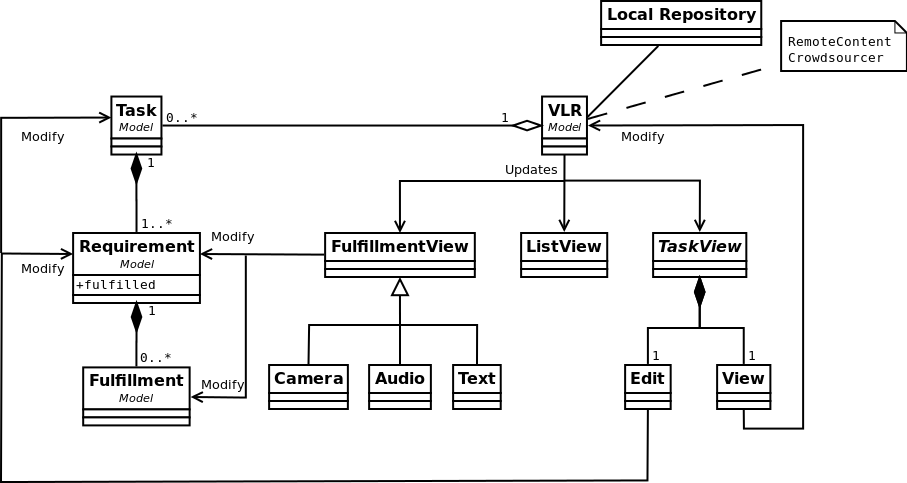 Local Repository
RemoteContent
Crowdsourcer
Task
Model
0..*
1
VLR
Model
Modify
Modify
1
Updates
1..*
Requirement
Model
+fulfilled
Modify
Modify
FulfillmentView
ListView
TaskView
1
0..*
Fulfillment
Model
Modify
Camera
Audio
Text
1
Edit
1
View